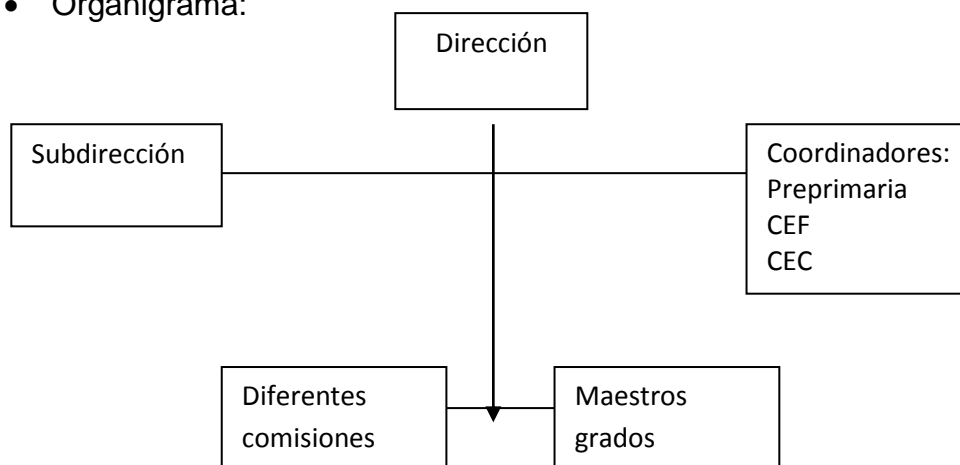 • Organigrama:
Dirección
Subdirección
Coordinadores:
Preprimaria
CEF
CEC
Diferentes
comisiones
Maestros
grados